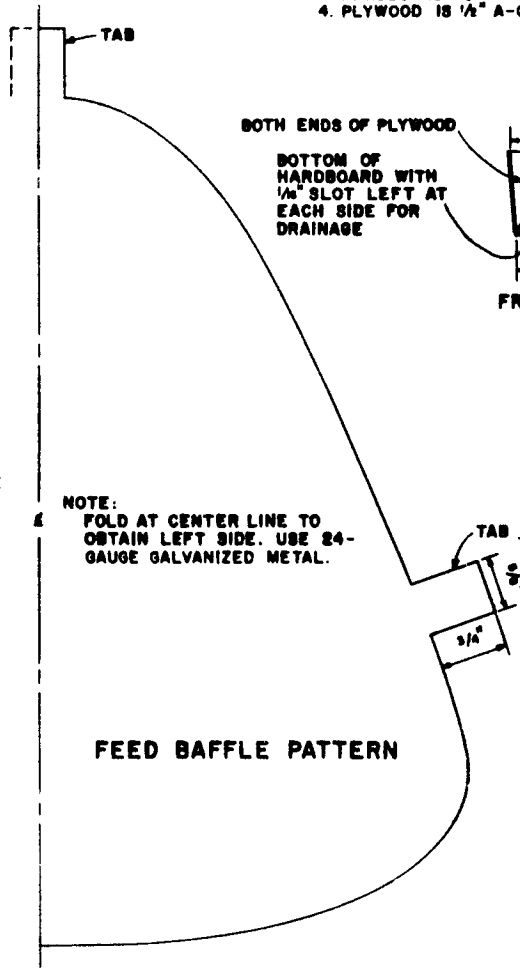 4. PLYWOOD IS 1/2" A-
TAB
BOTH ENDS OF PLYWOOD
BOTTOM OF
HARDBOARD WITH
1/16" SLOT LEFT AT
EACH SIDE FOR
DRAINAGE
FR
NOTE:
FOLD AT CENTER LINE TO
OBTAIN LEFT SIDE. USE 24-
GAUGE GALVANIZED METAL.
TAB
3/4"
FEED BAFFLE PATTERN